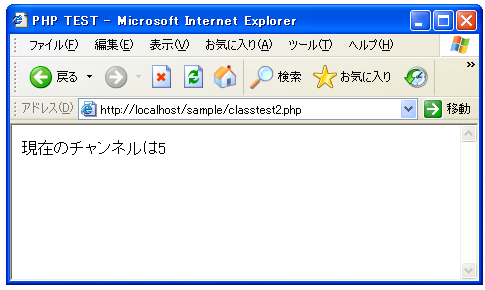 PHP TEST - Microsoft Internet Explorer
ファイル(F) 編集(E) 表示(V) お気に入り(A) ツール(T) ヘルプ(H)
戻る 検索 お気に入り »
アドレス(D) http://localhost/sample/classtest2.php 移動
現在のチャンネルは5